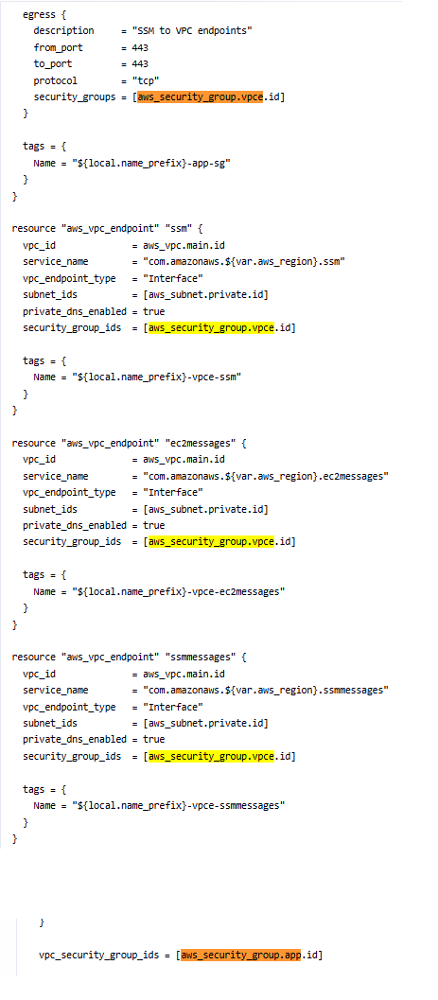 egress {
description = "SSM to VPC endpoints"
from_port = 443
to_port = 443
protocol = "tcp"
security_groups = [aws_security_group.vpce.id]
}
tags = {
Name = "${local.name_prefix}-app-sg"
}
}
resource "aws_vpc_endpoint" "ssm" {
vpc_id = aws_vpc.main.id
service_name = "com.amazonaws.${var.aws_region}.ssm"
vpc_endpoint_type = "Interface"
subnet_ids = [aws_subnet.private.id]
private_dns_enabled = true
security_group_ids = [aws_security_group.vpce.id]
tags = {
Name = "${local.name_prefix}-vpce-ssm"
}
}
resource "aws_vpc_endpoint" "ec2messages" {
vpc_id = aws_vpc.main.id
service_name = "com.amazonaws.${var.aws_region}.ec2messages"
vpc_endpoint_type = "Interface"
subnet_ids = [aws_subnet.private.id]
private_dns_enabled = true
security_group_ids = [aws_security_group.vpce.id]
tags = {
Name = "${local.name_prefix}-vpce-ec2messages"
}
}
resource "aws_vpc_endpoint" "ssmmessages" {
vpc_id = aws_vpc.main.id
service_name = "com.amazonaws.${var.aws_region}.ssmmessages"
vpc_endpoint_type = "Interface"
subnet_ids = [aws_subnet.private.id]
private_dns_enabled = true
security_group_ids = [aws_security_group.vpce.id]
tags = {
Name = "${local.name_prefix}-vpce-ssmmessages"
}
}
}
vpc_security_group_ids = [aws_security_group.app.id]